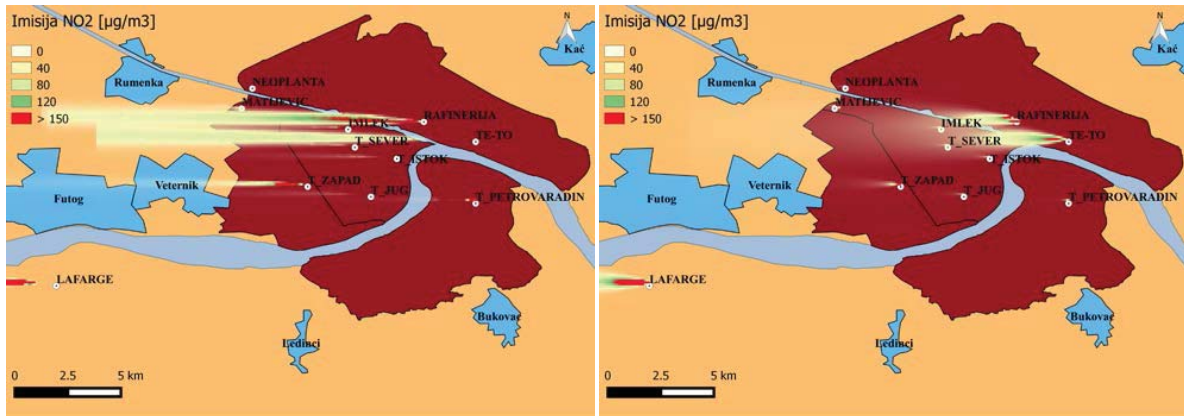 Imisija NO2 [µg/m3]
0
40
80
120
> 150
N
Kać
Rumenka
NEOPLANTA
MATIJEVIC
RAFINERIJA
IMLEK
T_SEVER
TE-TO
T_ISTOK
T_ZAPAD
Veternik
T_JUG
Futog
T_PETROVARADIN
LAFARGE
Bukovac
Ledinci
0 2.5 5 km
Imisija NO2 [µg/m3]
0
40
80
120
> 150
N
Kać
Rumenka
NEOPLANTA
MATIJEVIC
RAFINERIJA
IMLEK
T_SEVER
TE-TO
T_ISTOK
T_ZAPAD
Veternik
T_JUG
Futog
T_PETROVARADIN
LAFARGE
Bukovac
Ledinci
0 2.5 5 km